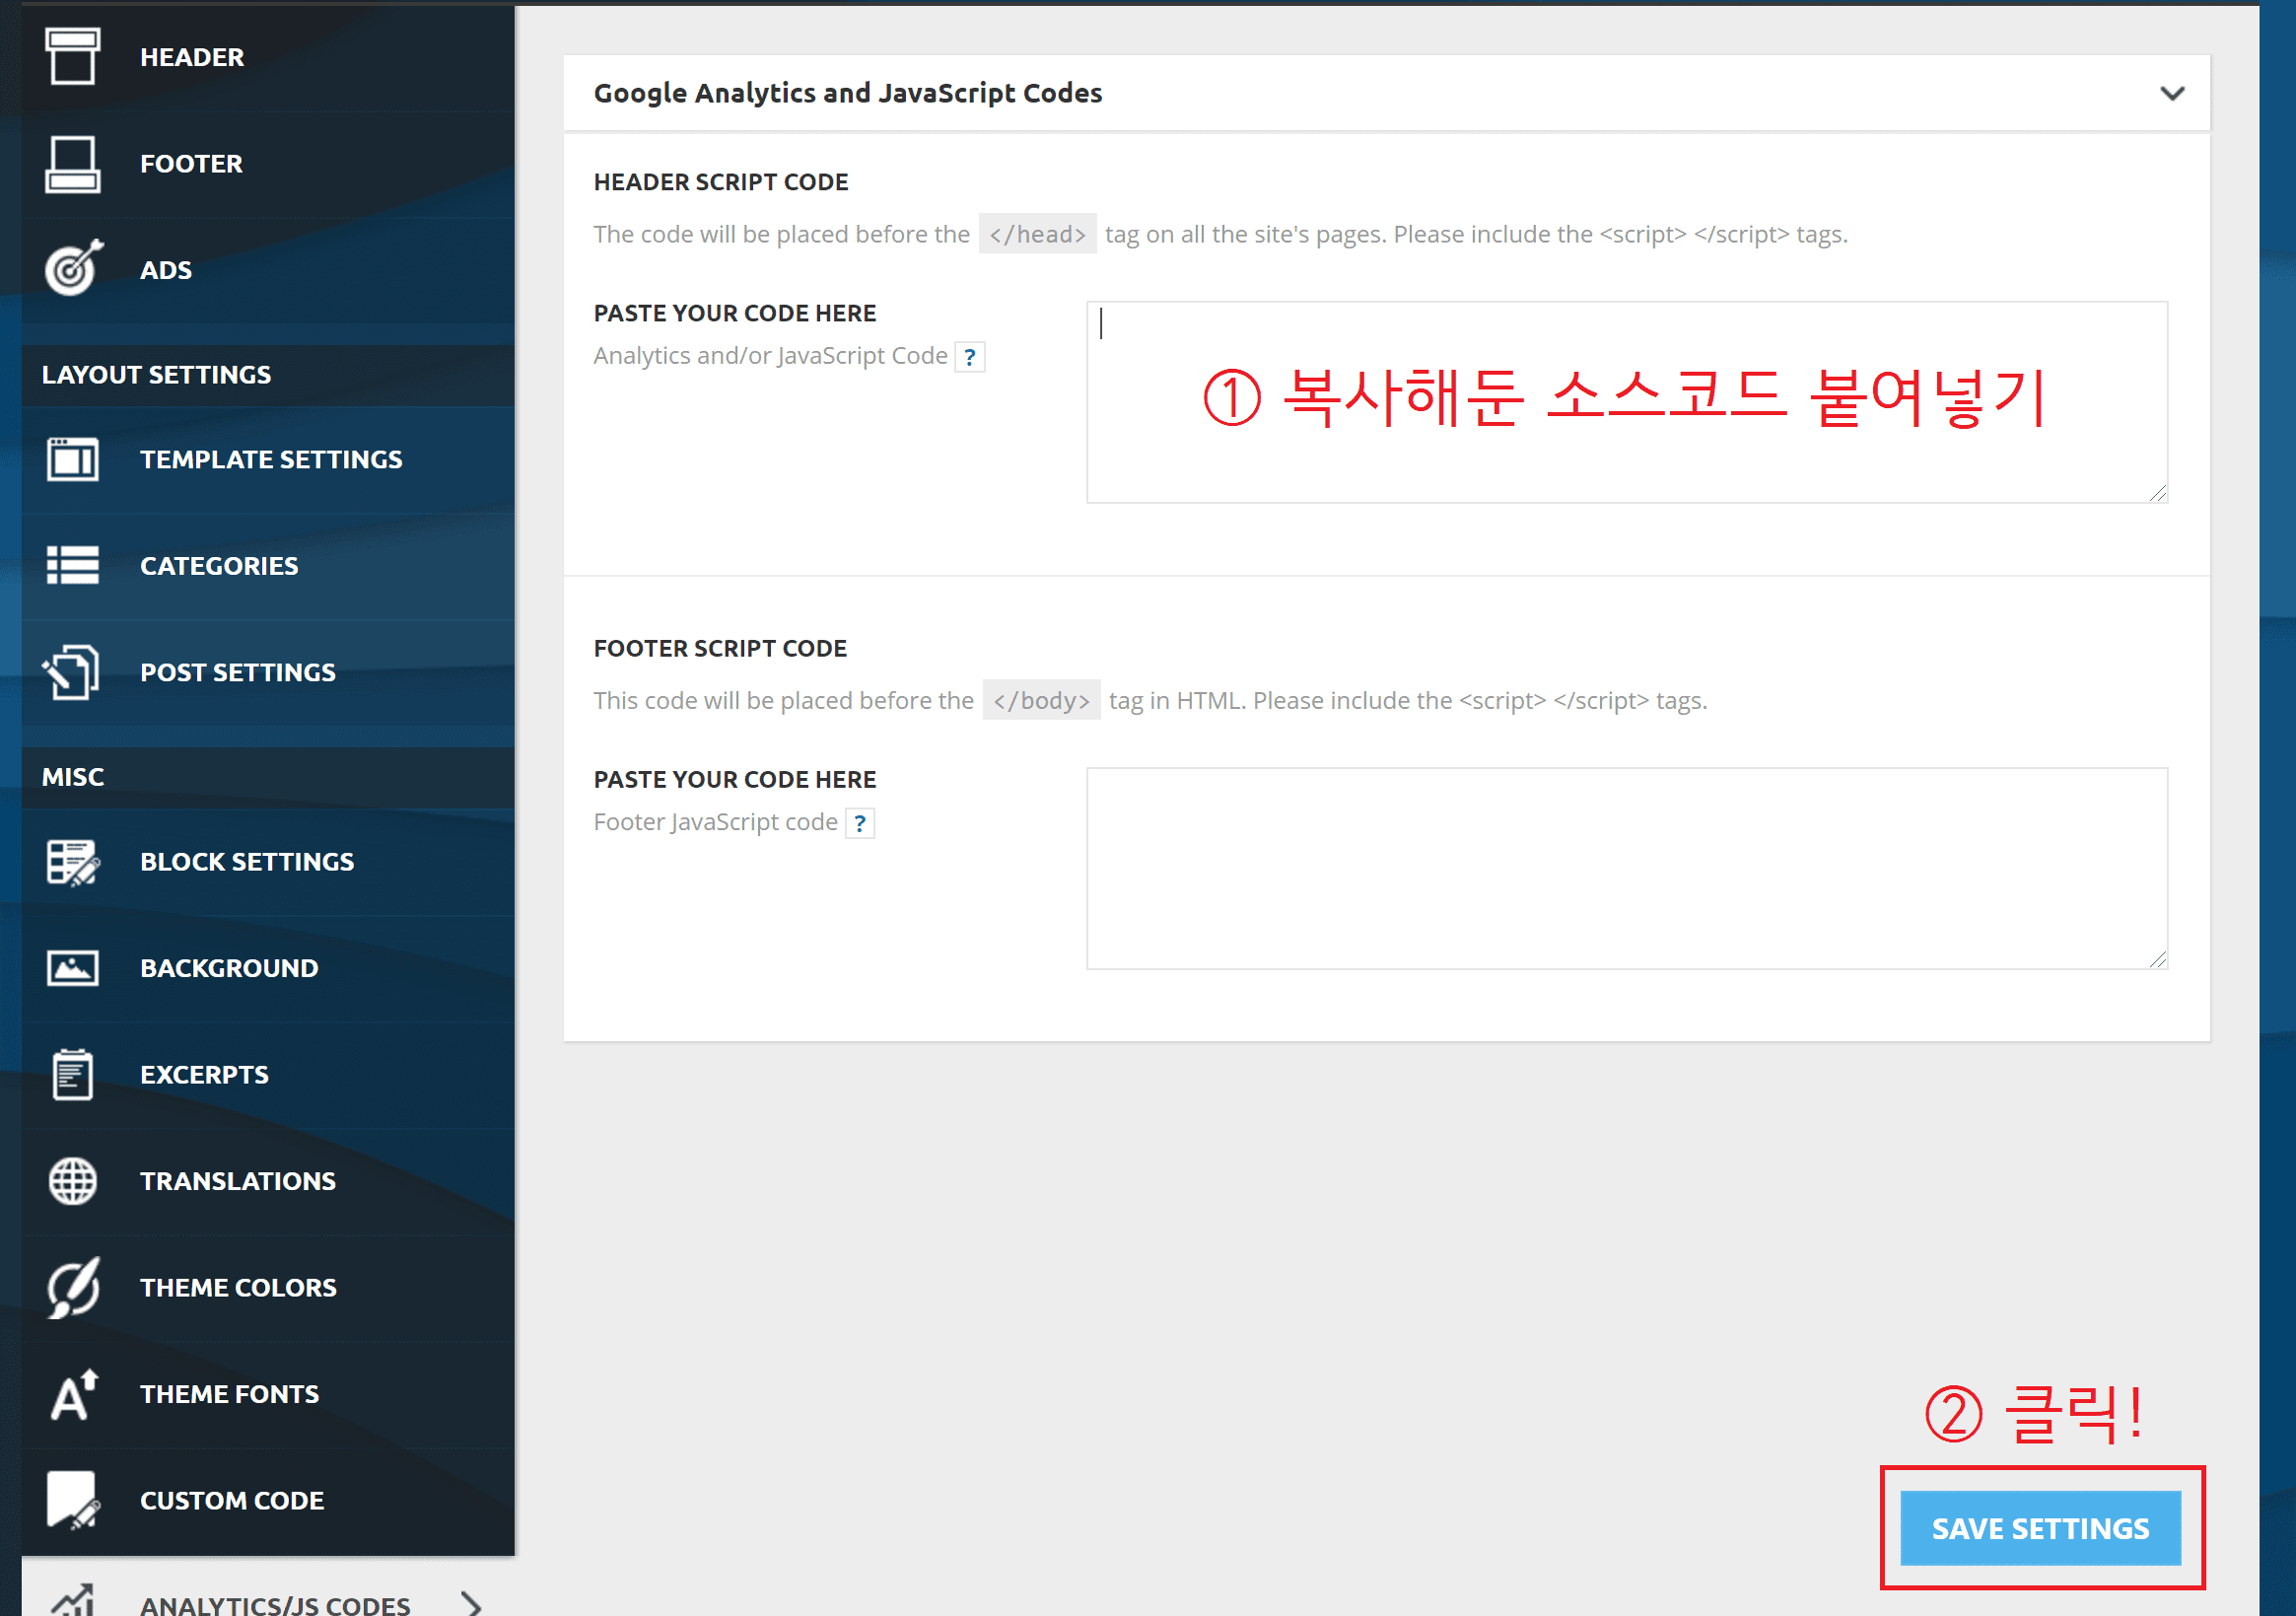 HEADER
FOOTER
ADS
LAYOUT SETTINGS
TEMPLATE SETTINGS
CATEGORIES
POST SETTINGS
MISC
BLOCK SETTINGS
BACKGROUND
EXCERPTS
TRANSLATIONS
THEME COLORS
THEME FONTS
CUSTOM CODE
ANALYTICS/JS CODES
Google Analytics and JavaScript Codes
HEADER SCRIPT CODE
The code will be placed before the </head> tag on all the site's pages. Please include the <script> </script> tags.
PASTE YOUR CODE HERE
Analytics and/or JavaScript Code ?
① 복사해둔 소스코드 붙여넣기
FOOTER SCRIPT CODE
This code will be placed before the </body> tag in HTML. Please include the <script> </script> tags.
PASTE YOUR CODE HERE
Footer JavaScript code ?
② 클릭!
SAVE SETTINGS